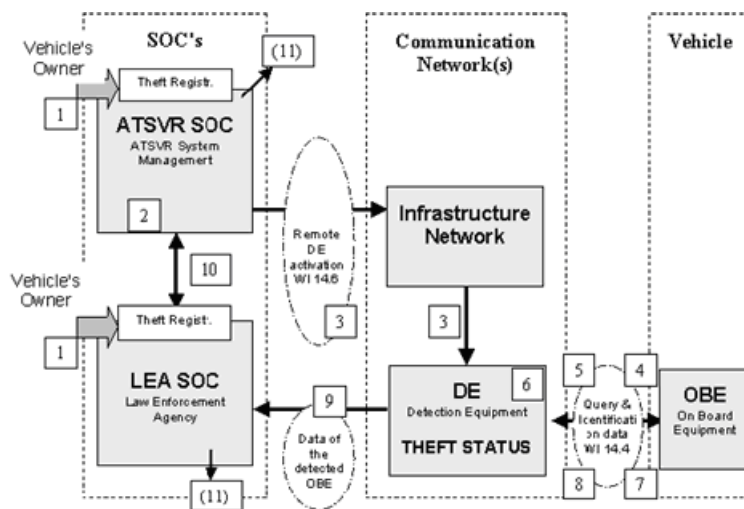 SOC's
Communication
Network(s)
Vehicle
Vehicle's
Owner
1
Theft Registr.
(11)
ATSVR SOC
ATSVR System
Management
2
10
Remote
DE
activation
WI 14.6
3
Infrastructure
Network
3
Vehicle's
Owner
1
Theft Registr.
LEA SOC
Law Enforcement
Agency
(11)
9
Data of
the
detected
OBE
6
DE
Detection Equipment
THEFT STATUS
5
4
Query &
Identificati
on data
WI 14.4
8
7
OBE
On Board
Equipment